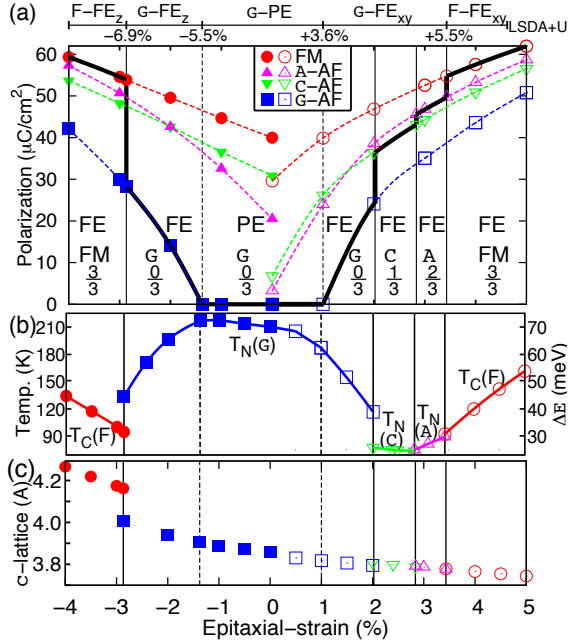 (a) F-FEz G-FEz G-PE G-FExy F-FExy LSDA+U
-6.9% -5.5% +3.6% +5.5%
FM
A-AF
C-AF
G-AF
Polarization (μC/cm²)
60
50
40
30
20
10
0
FE FE PE FE FE FE FE
FM G G G C A FM
3/3 0/3 0/3 0/3 1/3 2/3 3/3
(b)
Temp. (K)
210
180
150
120
90
TC(F) TN(G) TN(C) TN(A) TC(F)
70
60
50
40
30
ΔE (meV)
(c)
c-lattice (A)
4.2
4.0
3.8
-4 -3 -2 -1 0 1 2 3 4 5
Epitaxial-strain (%)